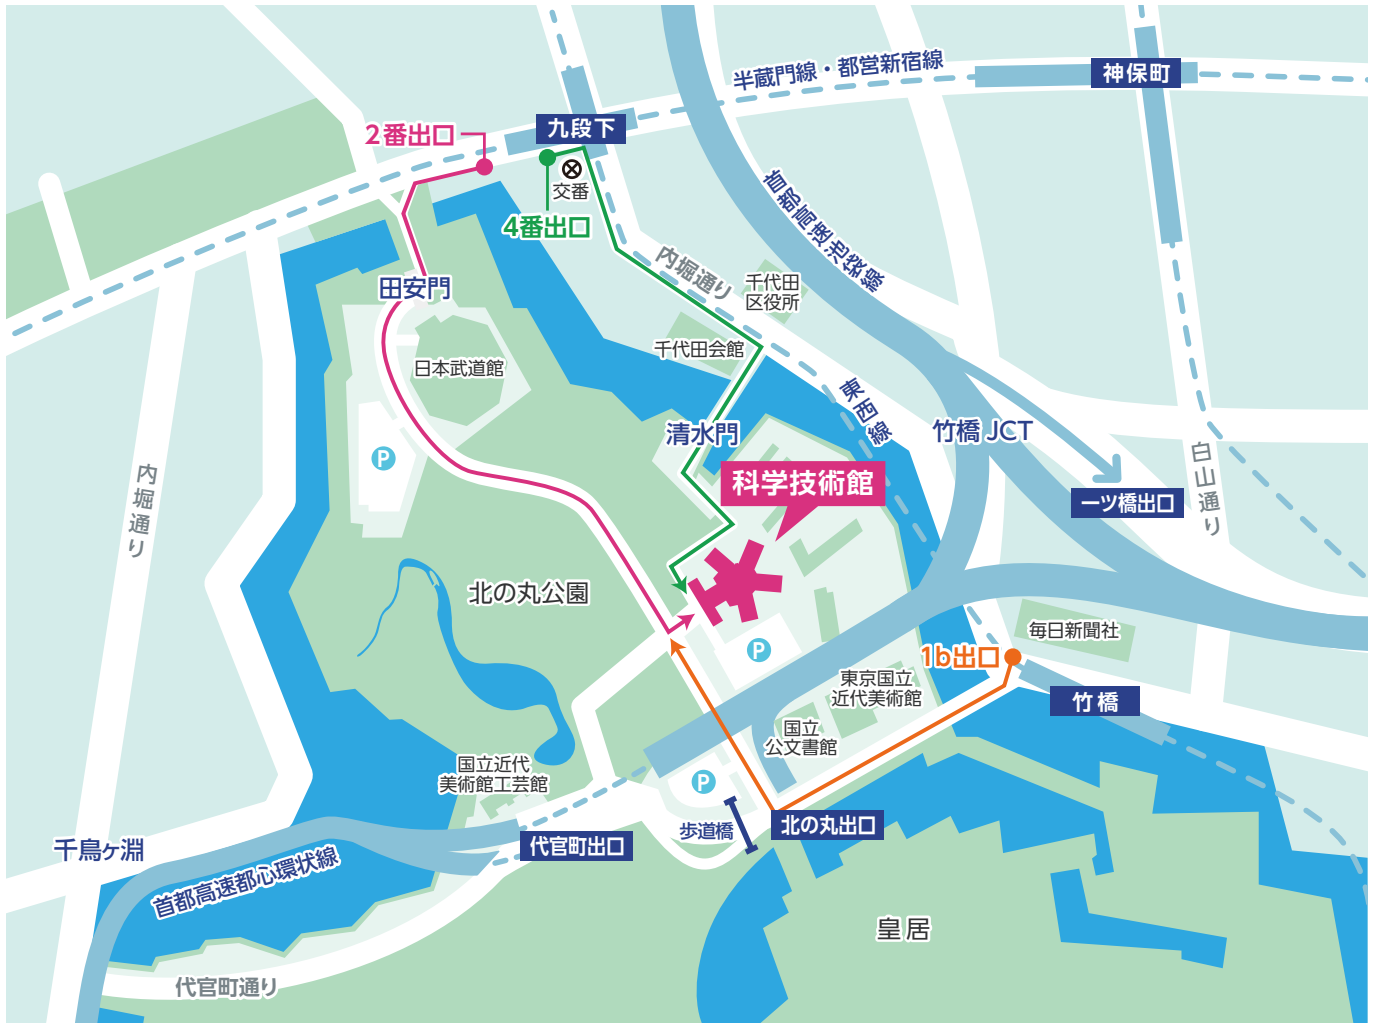 半蔵門線・都営新宿線
神保町
九段下
2番出口
交番
4番出口
首都高速池袋線
内堀通り
千代田
区役所
田安門
千代田会館
日本武道館
東西線
清水門
竹橋 JCT
白山通り
P
内堀通り
科学技術館
一ツ橋出口
北の丸公園
毎日新聞社
P
1b出口
東京国立
近代美術館
竹橋
国立
公文書館
国立近代
美術館工芸館
P
歩道橋
北の丸出口
千鳥ヶ淵
代官町出口
首都高速都心環状線
皇居
代官町通り